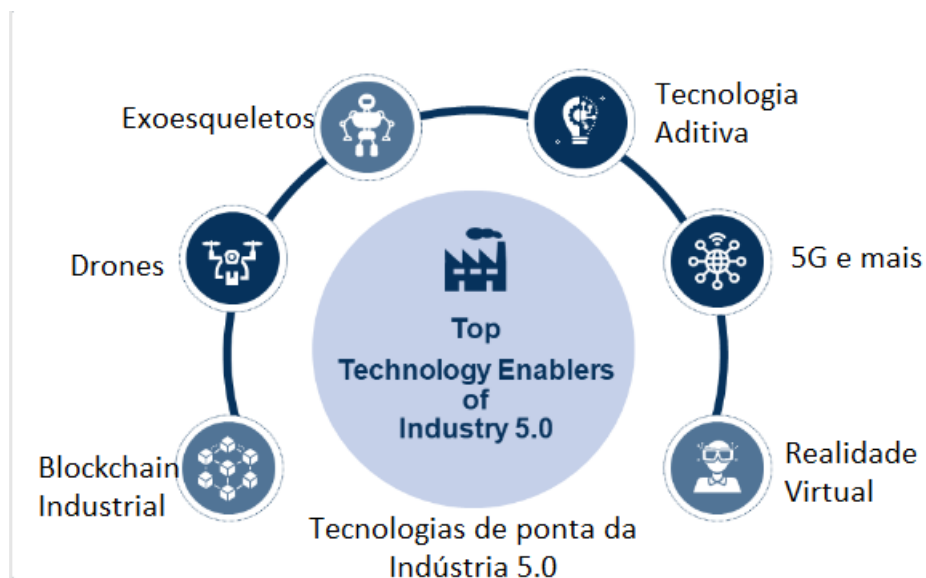 Exoesqueletos
Tecnologia
Aditiva
Drones
5G e mais
Top
Technology Enablers
of
Industry 5.0
Blockchain
Industrial
Realidade
Virtual
Tecnologias de ponta da
Indústria 5.0